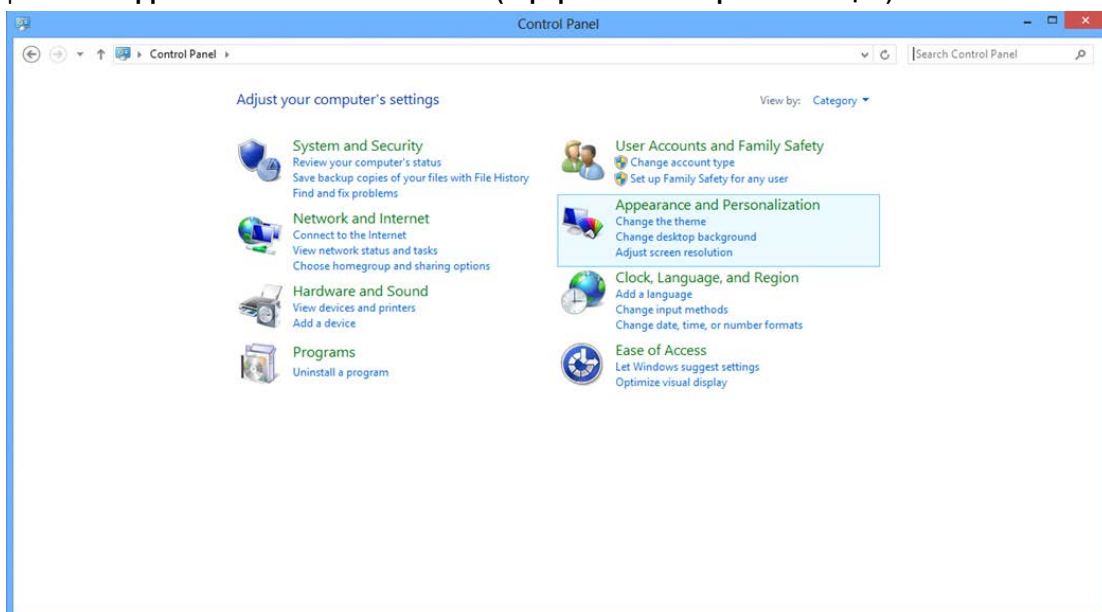 Control Panel
Control Panel
Search Control Panel
Adjust your computer's settings
View by: Category
System and Security
Review your computer's status
Save backup copies of your files with File History
Find and fix problems
Network and Internet
Connect to the Internet
View network status and tasks
Choose homegroup and sharing options
Hardware and Sound
View devices and printers
Add a device
Programs
Uninstall a program
User Accounts and Family Safety
Change account type
Set up Family Safety for any user
Appearance and Personalization
Change the theme
Change desktop background
Adjust screen resolution
Clock, Language, and Region
Add a language
Change input methods
Change date, time, or number formats
Ease of Access
Let Windows suggest settings
Optimize visual display